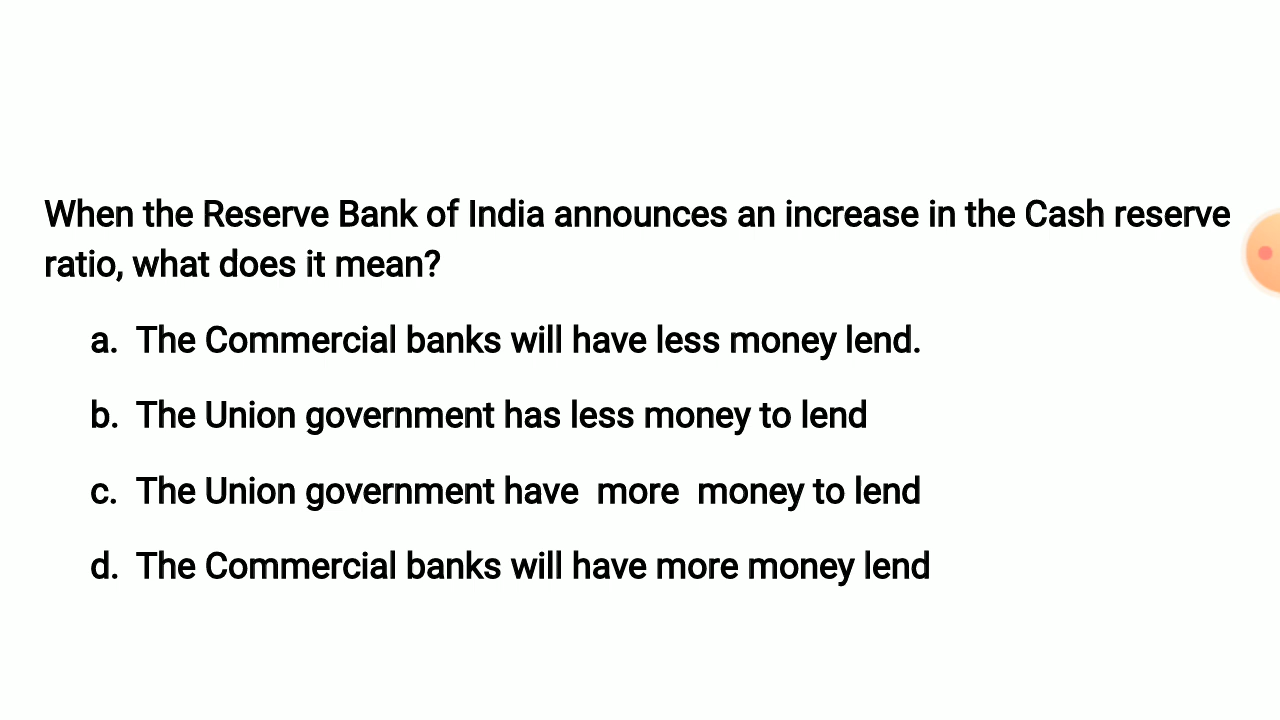 When the Reserve Bank of India announces an increase in the Cash reserve
ratio, what does it mean?
a. The Commercial banks will have less money lend.
b. The Union government has less money to lend
c. The Union government have more money to lend
d. The Commercial banks will have more money lend